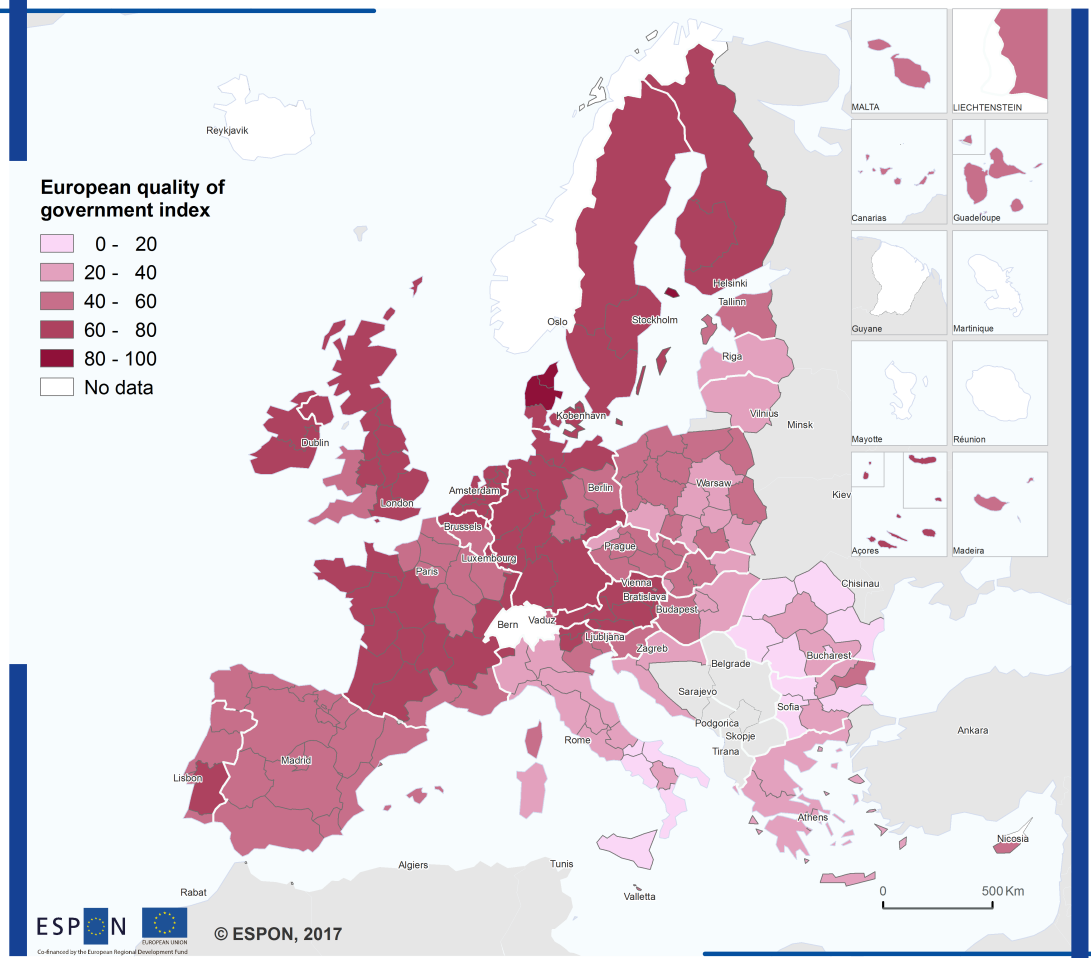 European quality of
government index
0 - 20
20 - 40
40 - 60
60 - 80
80 - 100
No data
Reykjavik
Oslo
Stockholm
Helsinki
Tallinn
Riga
Vilnius
Minsk
København
Dublin
London
Amsterdam
Brussels
Luxembourg
Paris
Berlin
Warsaw
Kiev
Prague
Vienna
Bratislava
Budapest
Chisinau
Bern
Vaduz
Ljubljana
Zagreb
Belgrade
Bucharest
Sarajevo
Sofia
Podgorica
Skopje
Tirana
Rome
Madrid
Lisbon
Athens
Ankara
Nicosia
Algiers
Tunis
Valletta
Rabat
MALTA
LIECHTENSTEIN
Canarias
Guadeloupe
Guyane
Martinique
Mayotte
Réunion
Açores
Madeira
0 500 Km
ESPON
EUROPEAN UNION
Co-financed by the European Regional Development Fund
© ESPON, 2017